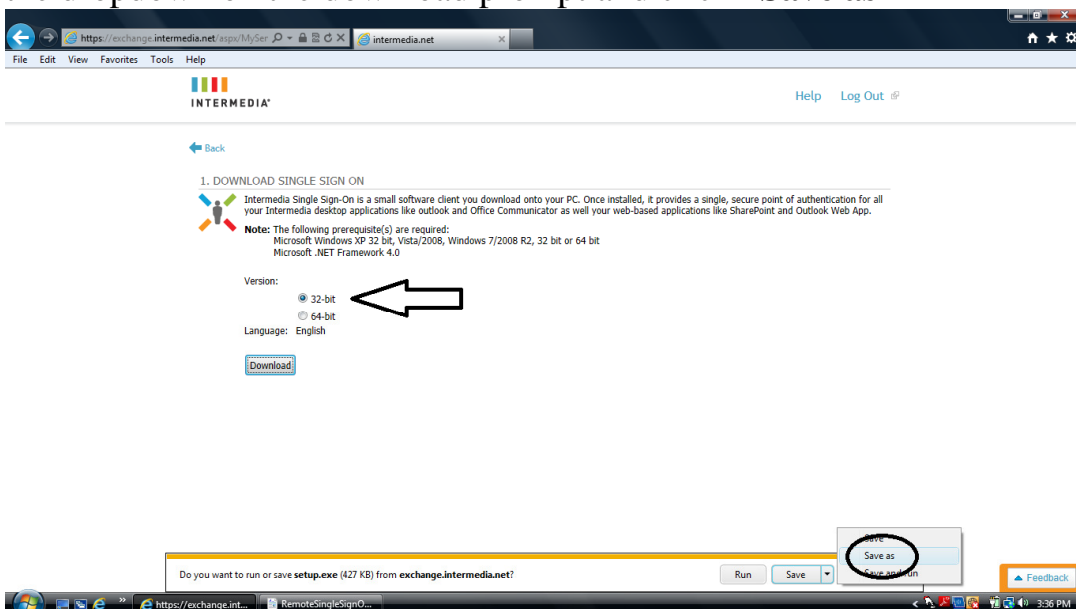 https://exchange.intermedia.net/aspx/MySer
intermedia.net
File Edit View Favorites Tools Help
INTERMEDIA
Help Log Out
Back
1. DOWNLOAD SINGLE SIGN ON
Intermedia Single Sign-On is a small software client you download onto your PC. Once installed, it provides a single, secure point of authentication for all
your Intermedia desktop applications like outlook and Office Communicator as well your web-based applications like SharePoint and Outlook Web App.
Note: The following prerequisite(s) are required:
Microsoft Windows XP 32 bit, Vista/2008, Windows 7/2008 R2, 32 bit or 64 bit
Microsoft .NET Framework 4.0
Version:
32-bit
64-bit
Language: English
Download
Save
Save as
Save and run
Do you want to run or save setup.exe (427 KB) from exchange.intermedia.net?
Run Save
Feedback
https://exchange.int...
RemoteSingleSignO...
3:36 PM